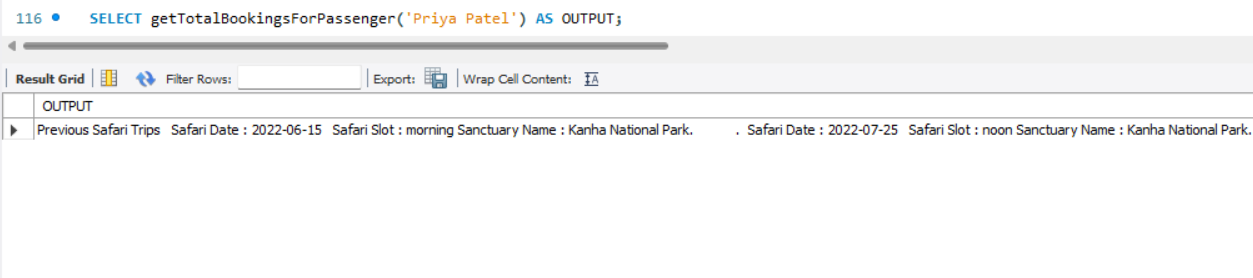 116 SELECT getTotalBookingsForPassenger('Priya Patel') AS OUTPUT;
Result Grid Filter Rows: Export: Wrap Cell Content: IA
OUTPUT
Previous Safari Trips Safari Date : 2022-06-15 Safari Slot : morning Sanctuary Name : Kanha National Park. . Safari Date : 2022-07-25 Safari Slot : noon Sanctuary Name : Kanha National Park.